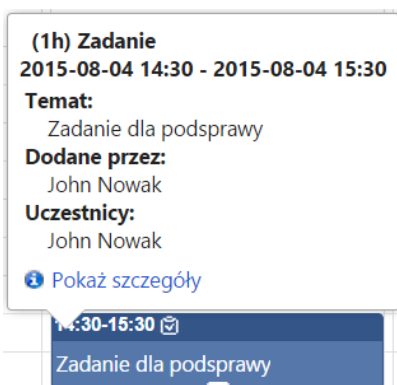 (1h) Zadanie
2015-08-04 14:30 - 2015-08-04 15:30
Temat:
Zadanie dla podsprawy
Dodane przez:
John Nowak
Uczestnicy:
John Nowak
Pokaż szczegóły
14:30-15:30
Zadanie dla podsprawy